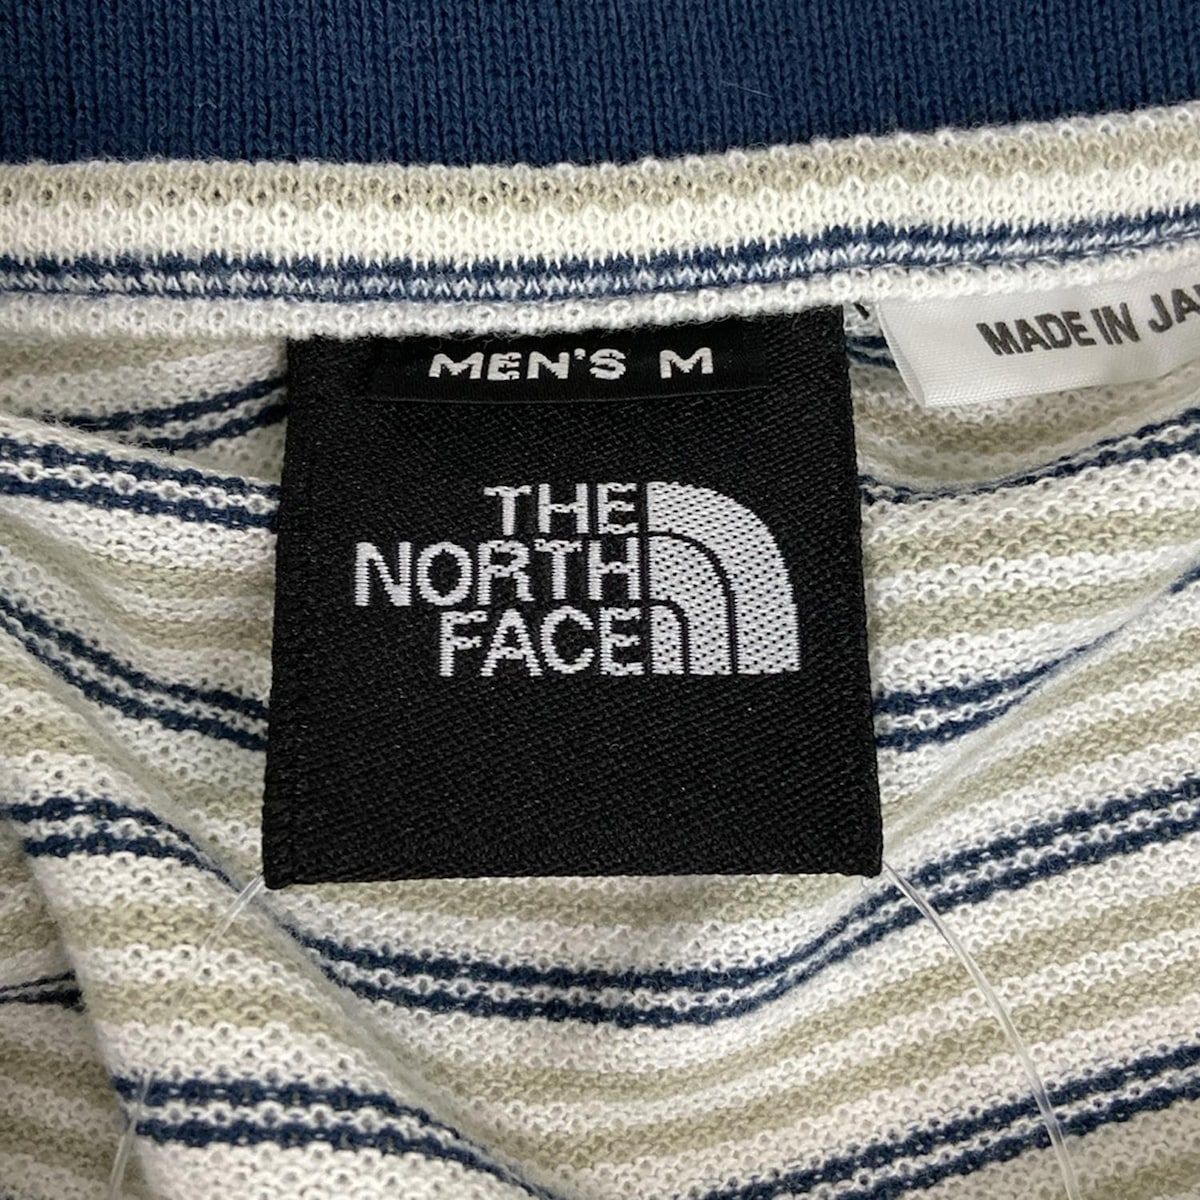 MEN'S M
THE
NORTH
FACE
MADE IN JA